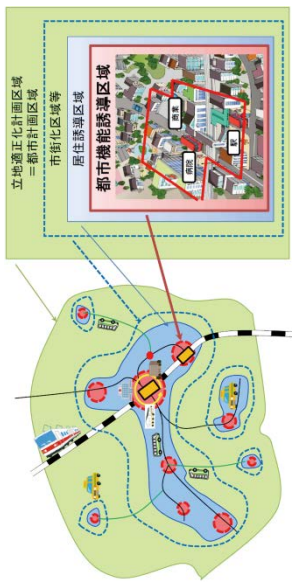 立地適正化計画区域
＝都市計画区域
市街化区域等
居住誘導区域
都市機能誘導区域
病院
商業
駅